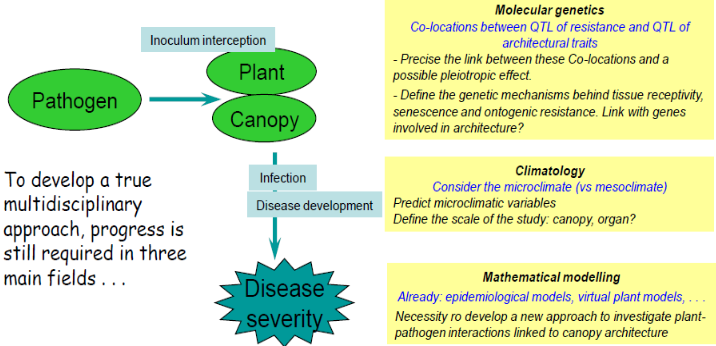 Inoculum interception
Plant
Pathogen
Canopy
Infection
Disease development
Disease
severity
To develop a true
multidisciplinary
approach, progress is
still required in three
main fields . . .
Molecular genetics
Co-locations between QTL of resistance and QTL of
architectural traits
- Precise the link between these Co-locations and a
possible pleiotropic effect.
- Define the genetic mechanisms behind tissue receptivity,
senescence and ontogenic resistance. Link with genes
involved in architecture?
Climatology
Consider the microclimate (vs mesoclimate)
Predict microclimatic variables
Define the scale of the study: canopy, organ?
Mathematical modelling
Already: epidemiological models, virtual plant models, . . .
Necessity ro develop a new approach to investigate plant-
pathogen interactions linked to canopy architecture